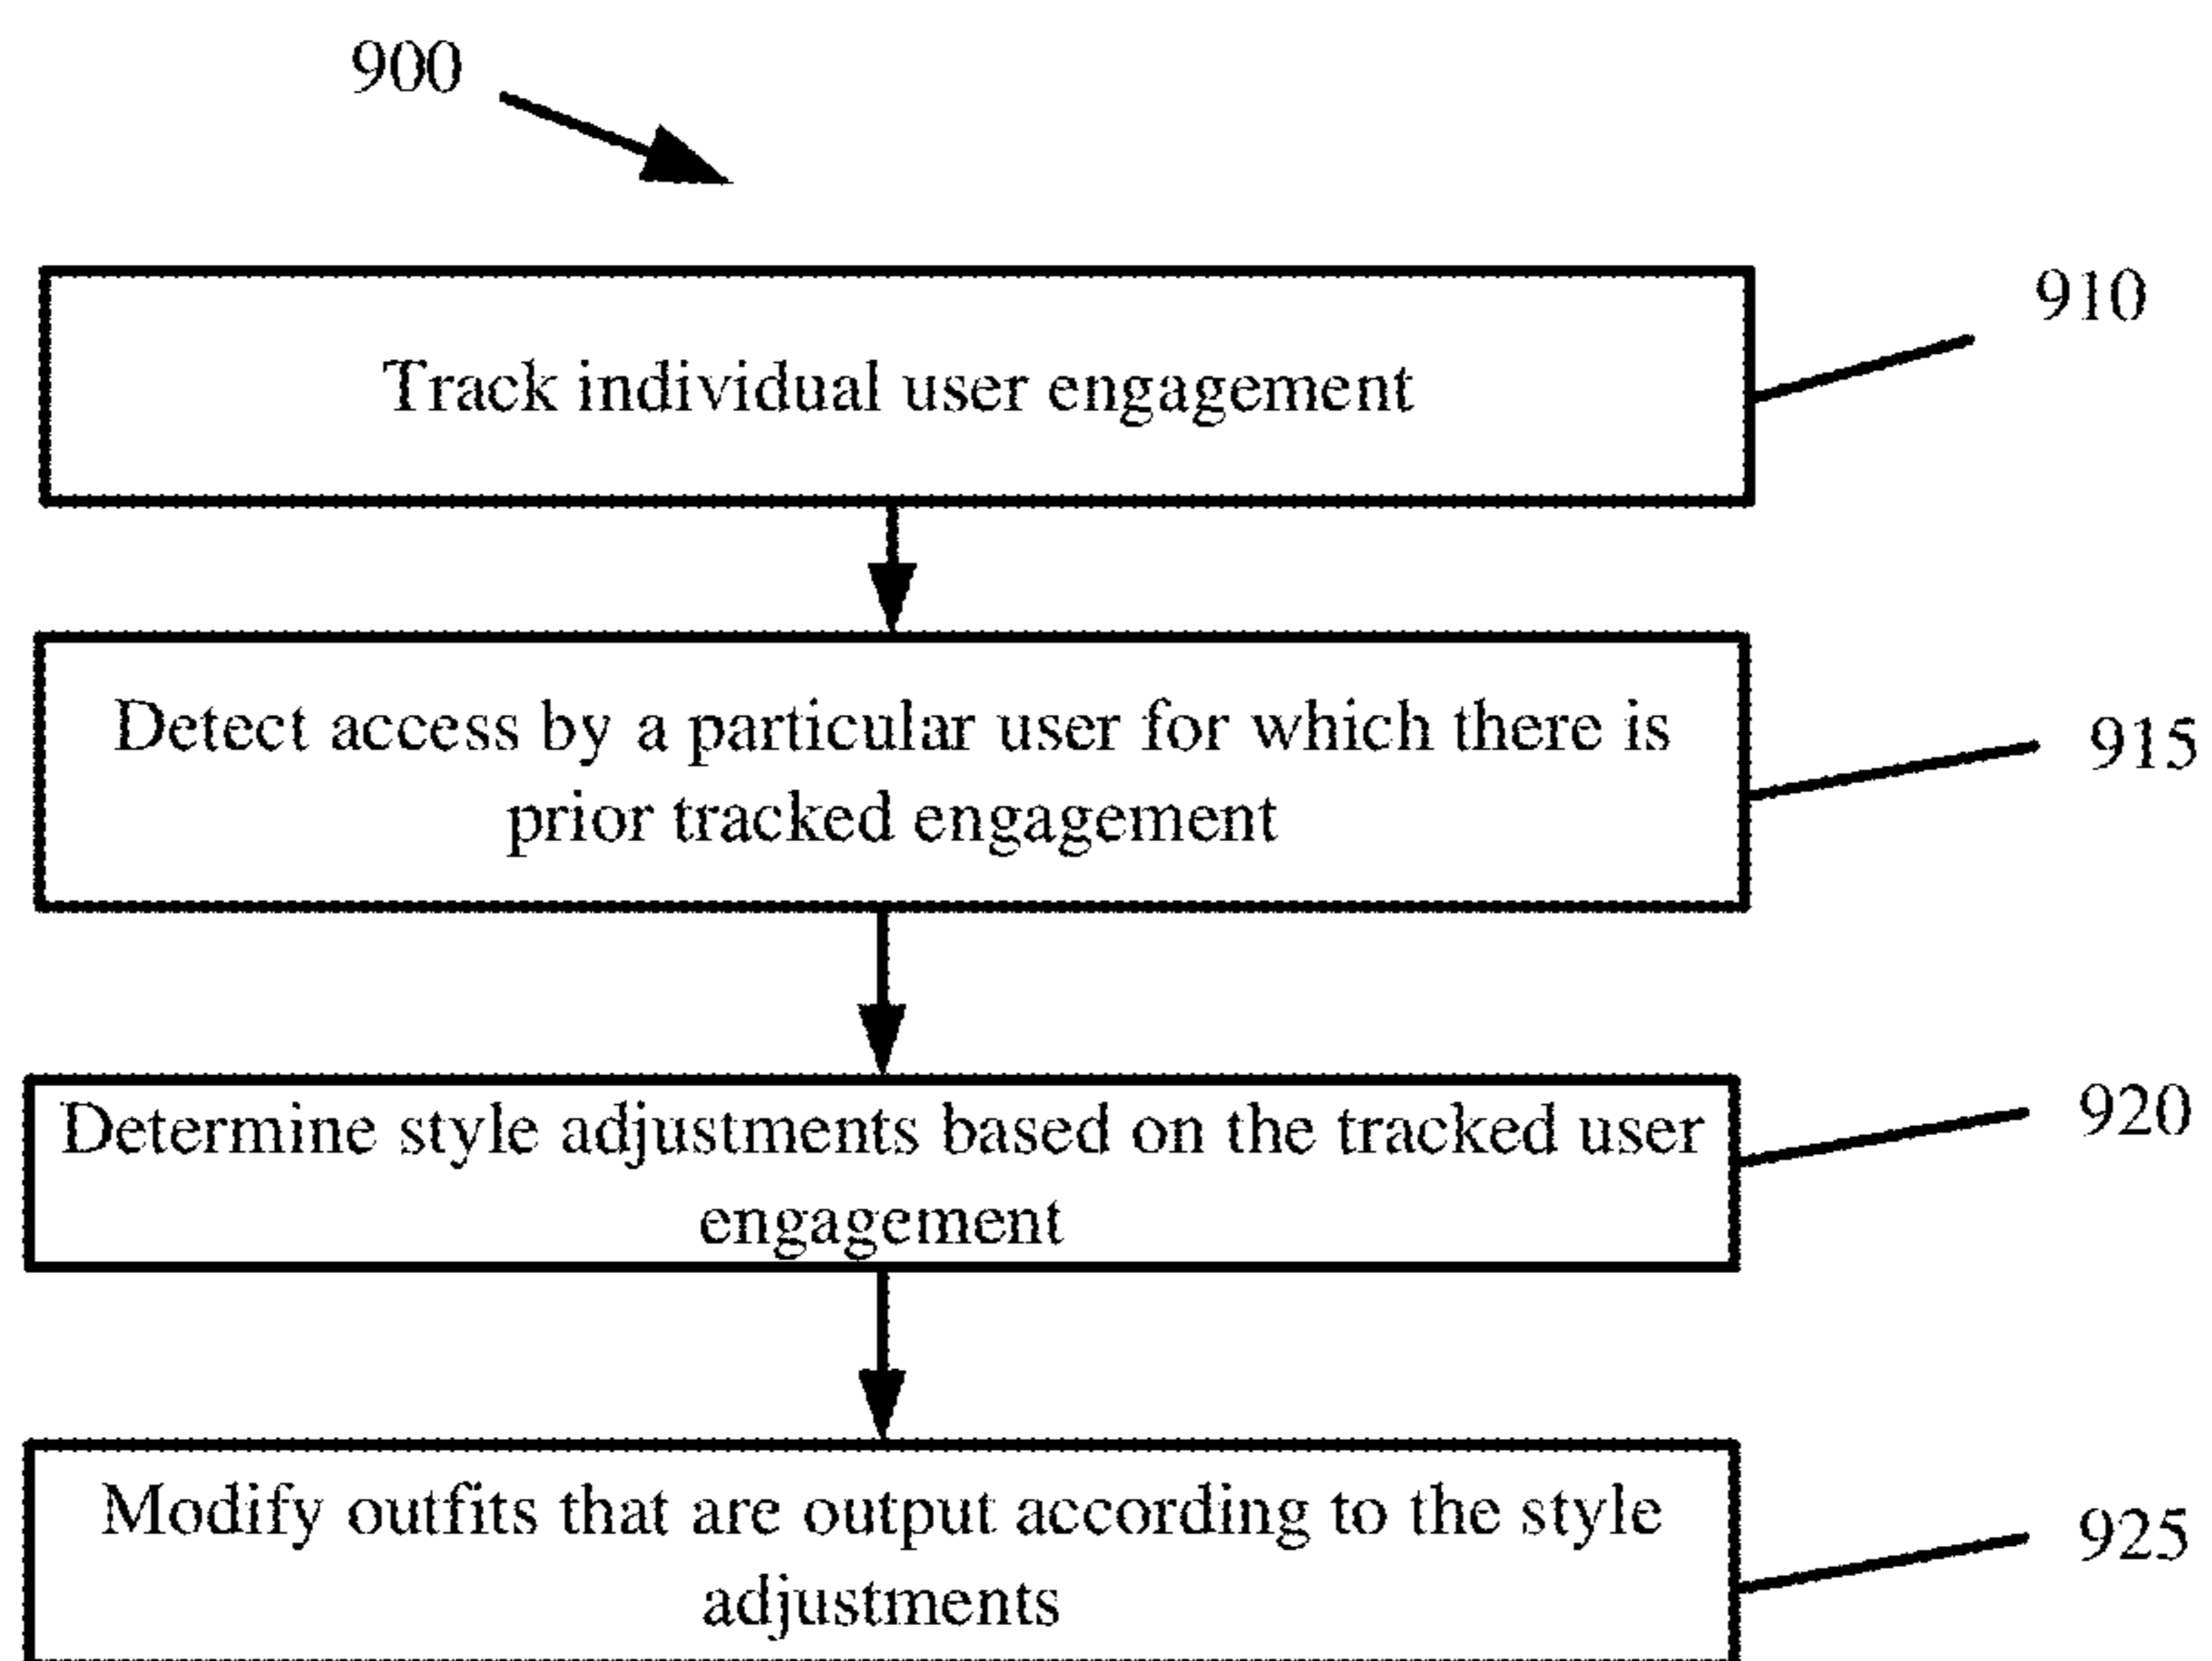 900
910
Track individual user engagement
Detect access by a particular user for which there is
915
prior tracked engagement
920
Determine style adjustments based on the tracked user
engagement
Modify outfits that are output according to the style
925
adjustments